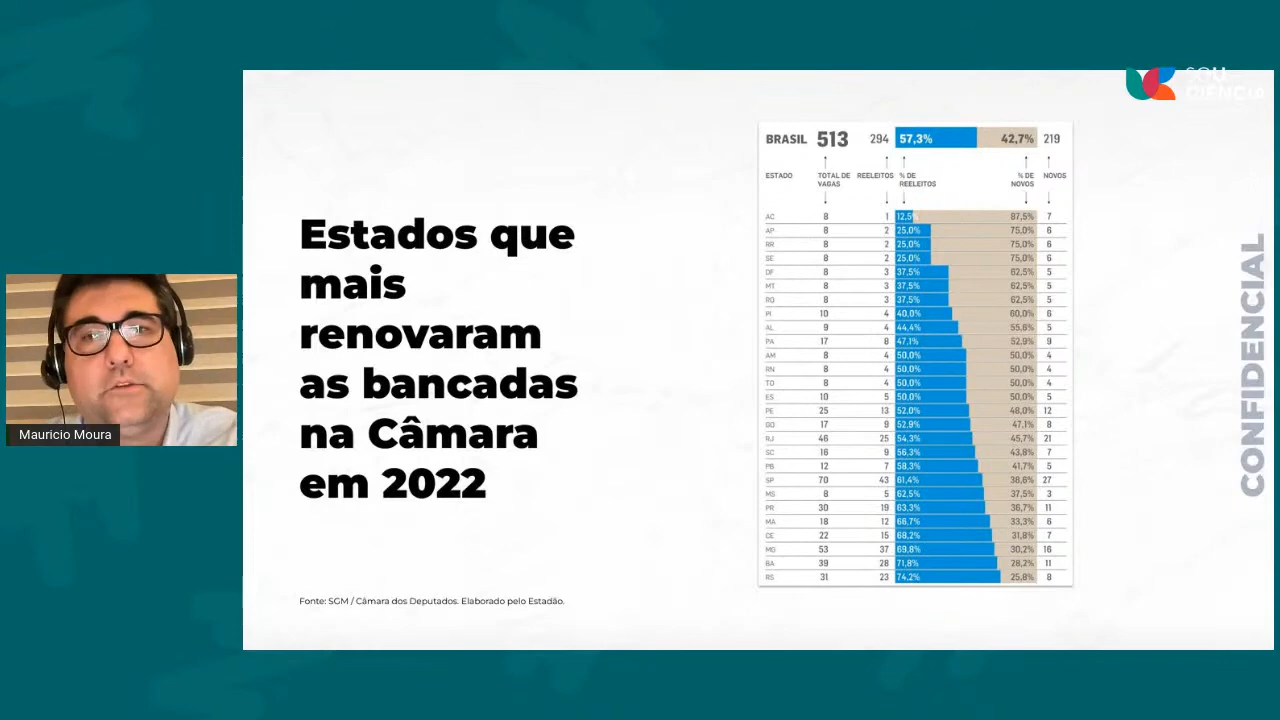 SOU_
CIÊNCIA
Estados que
mais
renovaram
as bancadas
na Câmara
em 2022
Fonte: SGM / Câmara dos Deputados. Elaborado pelo Estadão.
BRASIL 513 294 57,3% 42,7% 219
ESTADO TOTAL DE VAGAS REELEITOS % DE REELEITOS % DE NOVOS NOVOS
AC 8 1 12,5% 87,5% 7
AP 8 2 25,0% 75,0% 6
RR 8 2 25,0% 75,0% 6
SE 8 2 25,0% 75,0% 6
DF 8 3 37,5% 62,5% 5
MT 8 3 37,5% 62,5% 5
RO 8 3 37,5% 62,5% 5
PI 10 4 40,0% 60,0% 6
AL 9 4 44,4% 55,6% 5
PA 17 8 47,1% 52,9% 9
AM 8 4 50,0% 50,0% 4
RN 8 4 50,0% 50,0% 4
TO 8 4 50,0% 50,0% 4
ES 10 5 50,0% 50,0% 5
PE 25 13 52,0% 48,0% 12
GO 17 9 52,9% 47,1% 8
RJ 46 25 54,3% 45,7% 21
SC 16 9 56,3% 43,8% 7
PB 12 7 58,3% 41,7% 5
SP 70 43 61,4% 38,6% 27
MS 8 5 62,5% 37,5% 3
PR 30 19 63,3% 36,7% 11
MA 18 12 66,7% 33,3% 6
CE 22 15 68,2% 31,8% 7
MG 53 37 69,8% 30,2% 16
BA 39 28 71,8% 28,2% 11
RS 31 23 74,2% 25,8% 8
CONFIDENCIAL
Mauricio Moura